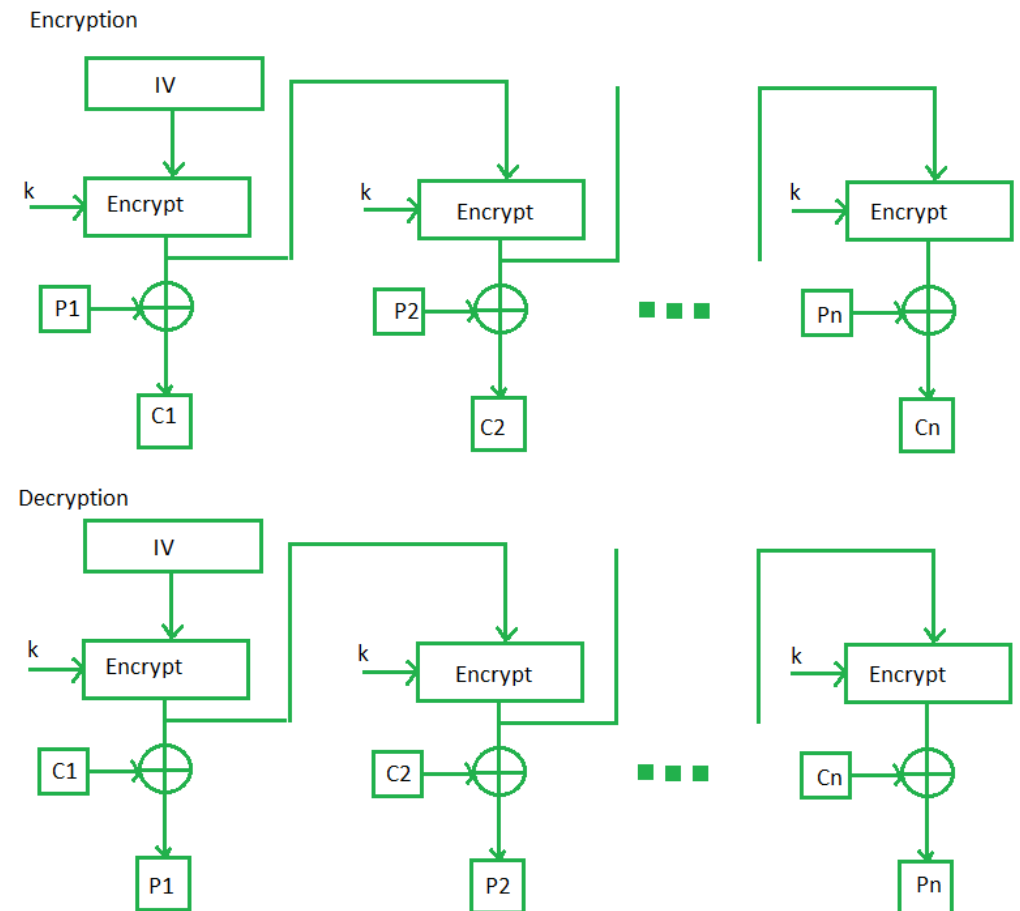 Encryption
IV
k
Encrypt
k
Encrypt
k
Encrypt
P1
P2
Pn
C1
C2
Cn
Decryption
IV
k
Encrypt
k
Encrypt
k
Encrypt
C1
C2
Cn
P1
P2
Pn